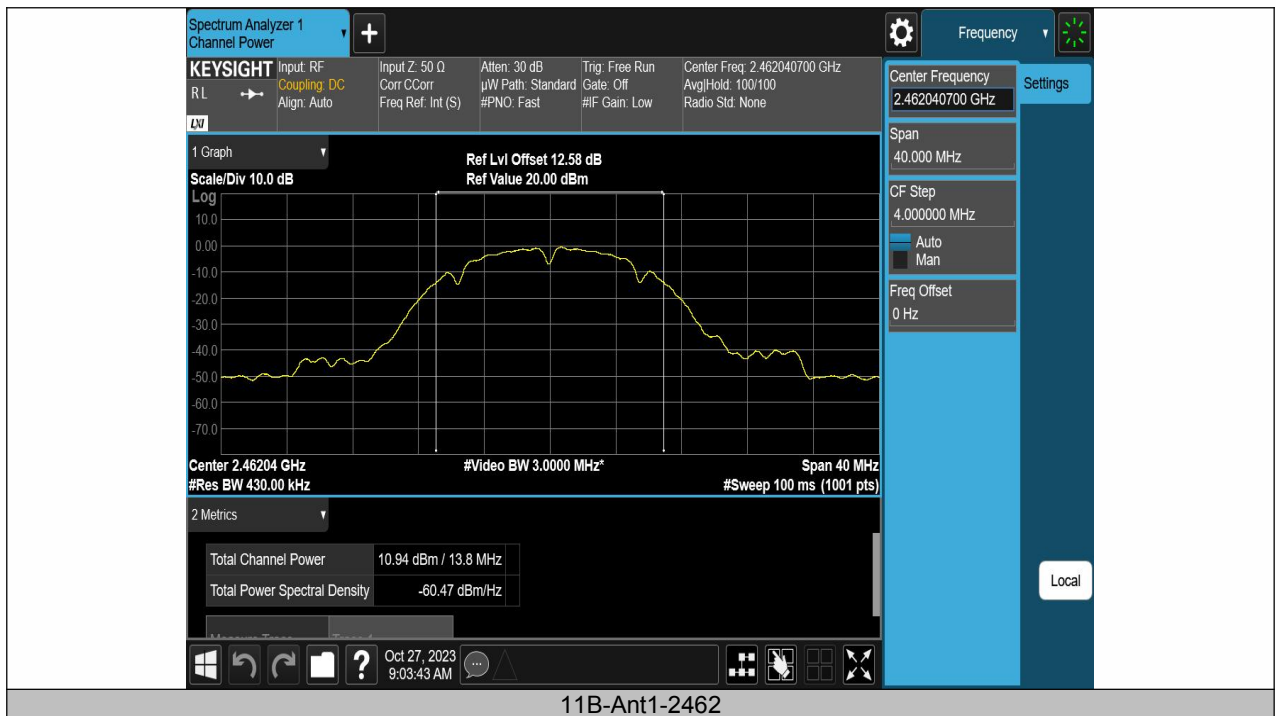 Spectrum Analyzer 1
Channel Power
Frequency
KEYSIGHT
R L
LXI
Input: RF
Coupling: DC
Align: Auto
Input Z: 50 Ω
Corr CCorr
Freq Ref: Int (S)
Atten: 30 dB
µW Path: Standard
#PNO: Fast
Trig: Free Run
Gate: Off
#IF Gain: Low
Center Freq: 2.462040700 GHz
Avg|Hold: 100/100
Radio Std: None
Center Frequency
2.462040700 GHz
Settings
Span
40.000 MHz
CF Step
4.000000 MHz
Auto
Man
Freq Offset
0 Hz
Local
1 Graph
Scale/Div 10.0 dB
Ref Lvl Offset 12.58 dB
Ref Value 20.00 dBm
Log
10.0
0.00
-10.0
-20.0
-30.0
-40.0
-50.0
-60.0
-70.0
Center 2.46204 GHz
#Video BW 3.0000 MHz*
Span 40 MHz
#Res BW 430.00 kHz
#Sweep 100 ms (1001 pts)
2 Metrics
Total Channel Power 10.94 dBm / 13.8 MHz
Total Power Spectral Density -60.47 dBm/Hz
?
Oct 27, 2023
9:03:43 AM
11B-Ant1-2462